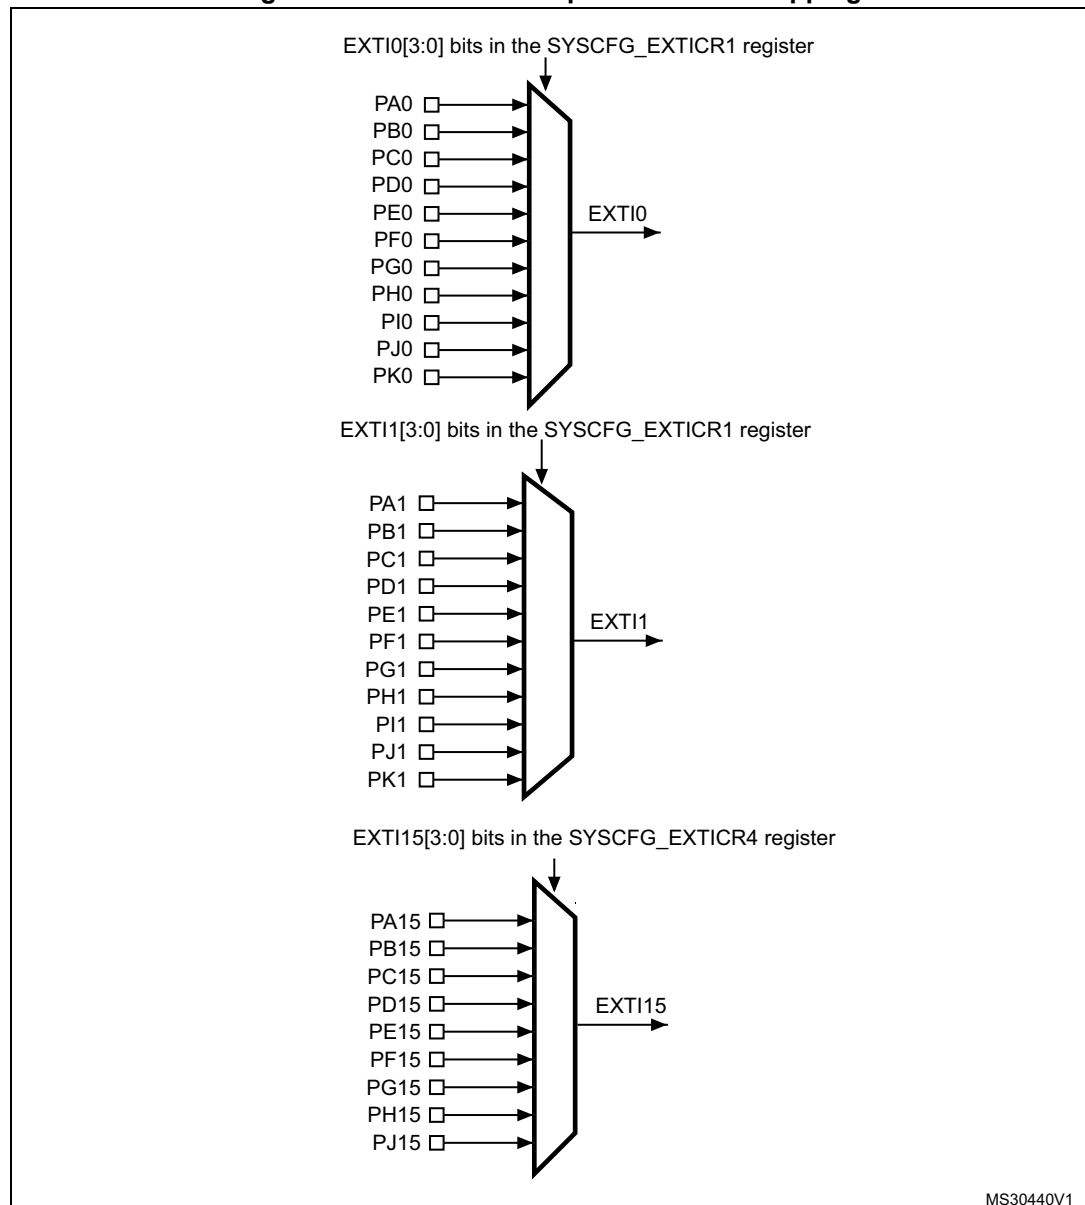 EXTI0[3:0] bits in the SYSCFG_EXTICR1 register
PA0
PB0
PC0
PD0
PE0
EXTI0
PF0
PG0
PH0
PI0
PJ0
PK0
EXTI1[3:0] bits in the SYSCFG_EXTICR1 register
PA1
PB1
PC1
PD1
PE1
EXTI1
PF1
PG1
PH1
PI1
PJ1
PK1
EXTI15[3:0] bits in the SYSCFG_EXTICR4 register
PA15
PB15
PC15
PD15
EXTI15
PE15
PF15
PG15
PH15
PJ15
MS30440V1